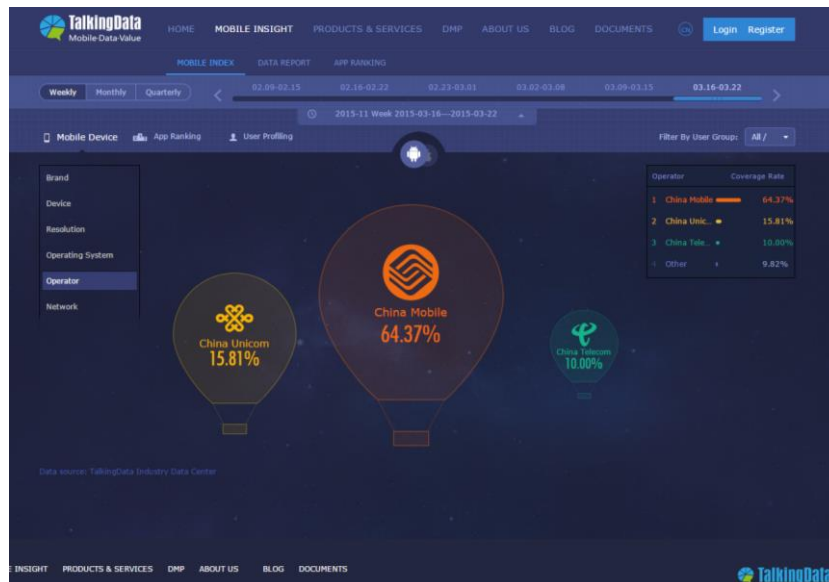 TalkingData
Mobile·Data·Value
HOME MOBILE INSIGHT PRODUCTS & SERVICES DMP ABOUT US BLOG DOCUMENTS CN Login Register
MOBILE INDEX DATA REPORT APP RANKING
Weekly Monthly Quarterly 02.09-02.15 02.16-02.22 02.23-03.01 03.02-03.08 03.09-03.15 03.16-03.22
2015-11 Week 2015-03-16---2015-03-22
Mobile Device App Ranking User Profiling Filter By User Group: All /
Brand
Device
Resolution
Operating System
Operator
Network
Operator Coverage Rate
1 China Mobile 64.37%
2 China Unic... 15.81%
3 China Tele... 10.00%
4 Other 9.82%
China Mobile
64.37%
China Unicom
15.81%
China Telecom
10.00%
Data source: TalkingData Industry Data Center
E INSIGHT PRODUCTS & SERVICES DMP ABOUT US BLOG DOCUMENTS
TalkingData